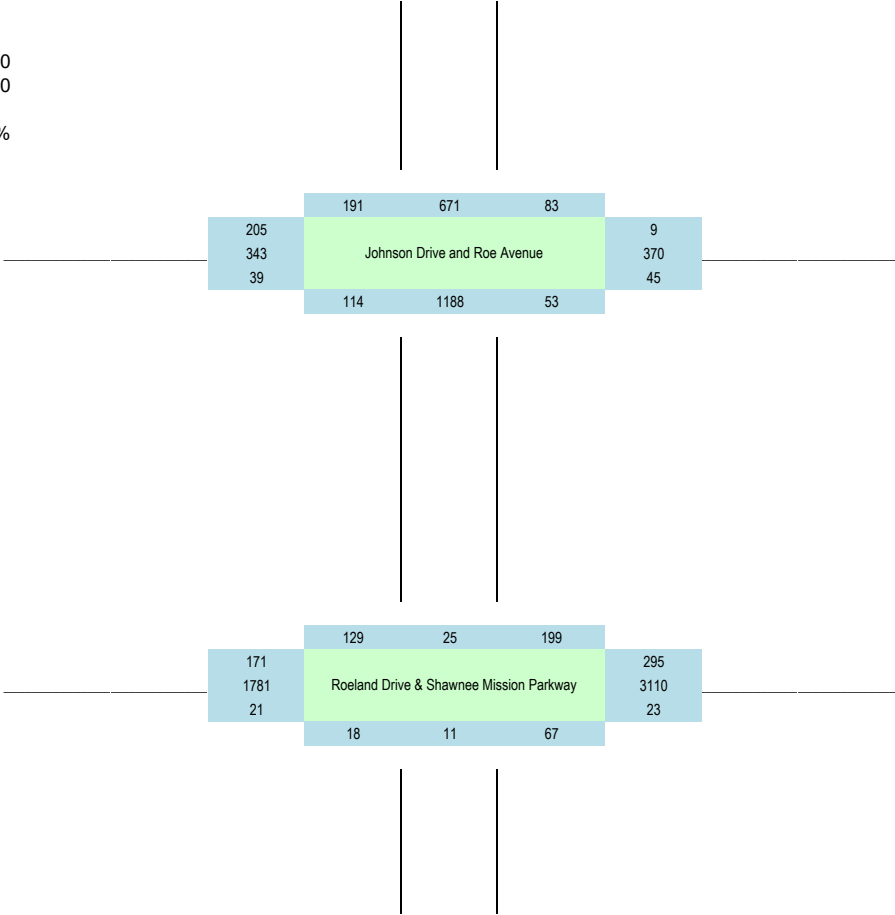 0
0
%
191 671 83
205 9
343 Johnson Drive and Roe Avenue 370
39 45
114 1188 53
129 25 199
171 295
1781 Roeland Drive & Shawnee Mission Parkway 3110
21 23
18 11 67